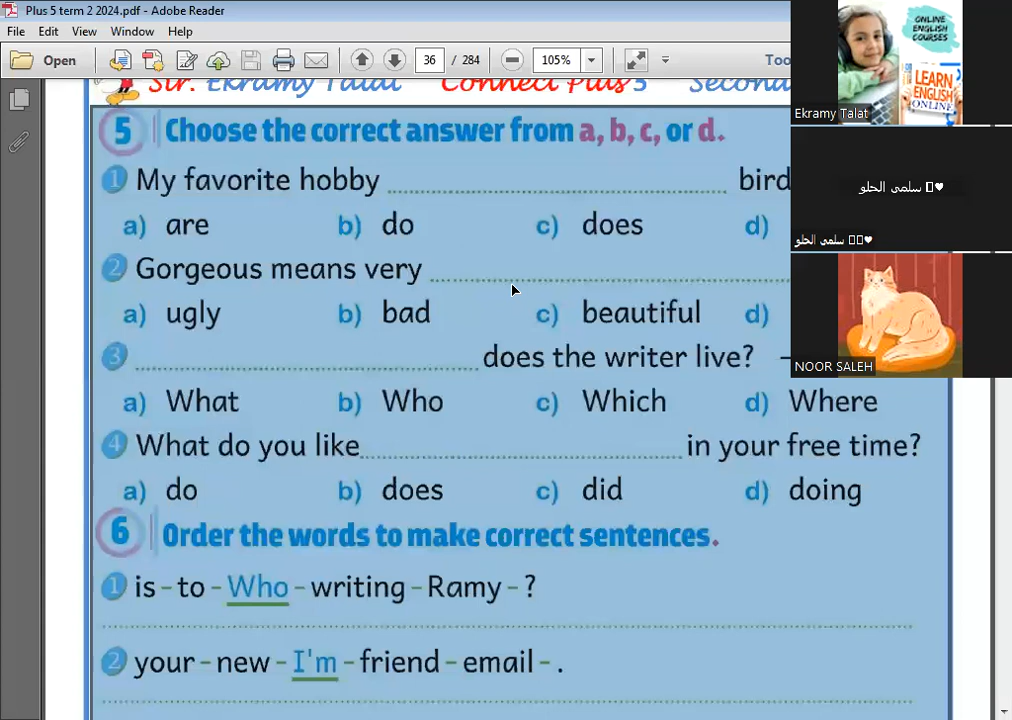 Plus 5 term 2 2024.pdf - Adobe Reader
File Edit View Window Help
Open 36 / 284 105% Too
Sir. Ekramy Talat Connect Plus 5 Second
5 Choose the correct answer from a, b, c, or d.
1 My favorite hobby ........................ bird
a) are b) do c) does d)
2 Gorgeous means very ........................
a) ugly b) bad c) beautiful d)
3 ........................ does the writer live? –
a) What b) Who c) Which d) Where
4 What do you like ........................ in your free time?
a) do b) does c) did d) doing
6 Order the words to make correct sentences.
1 is - to - Who - writing - Ramy - ?
2 your - new - I'm - friend - email - .
ONLINE
ENGLISH
COURSES
LEARN
ENGLISH
ONLINE
Ekramy Talat
سلمى الحلو ♥
سلمى الحلو ♥
NOOR SALEH